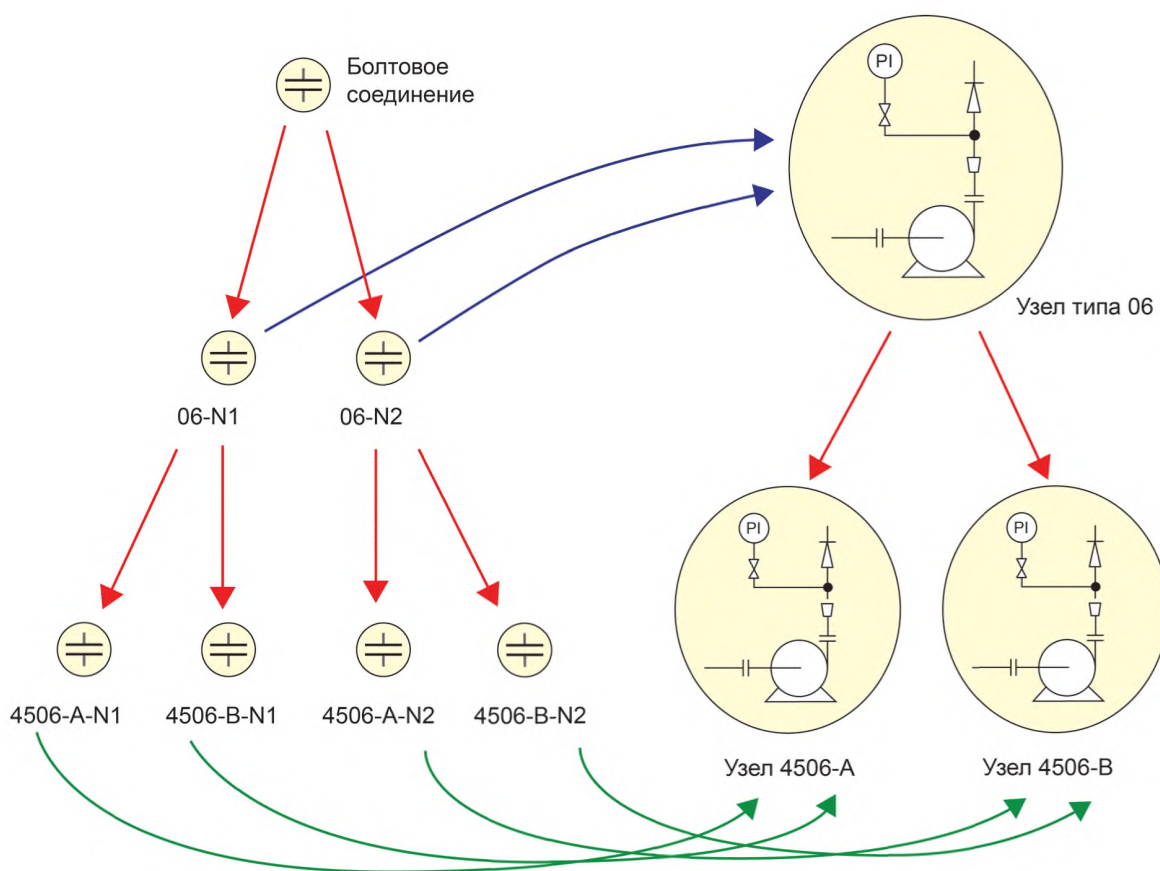 Болтовое
соединение
PI
Узел типа 06
06-N1
06-N2
PI
PI
4506-A-N1
4506-B-N1
4506-A-N2
4506-B-N2
Узел 4506-A
Узел 4506-B